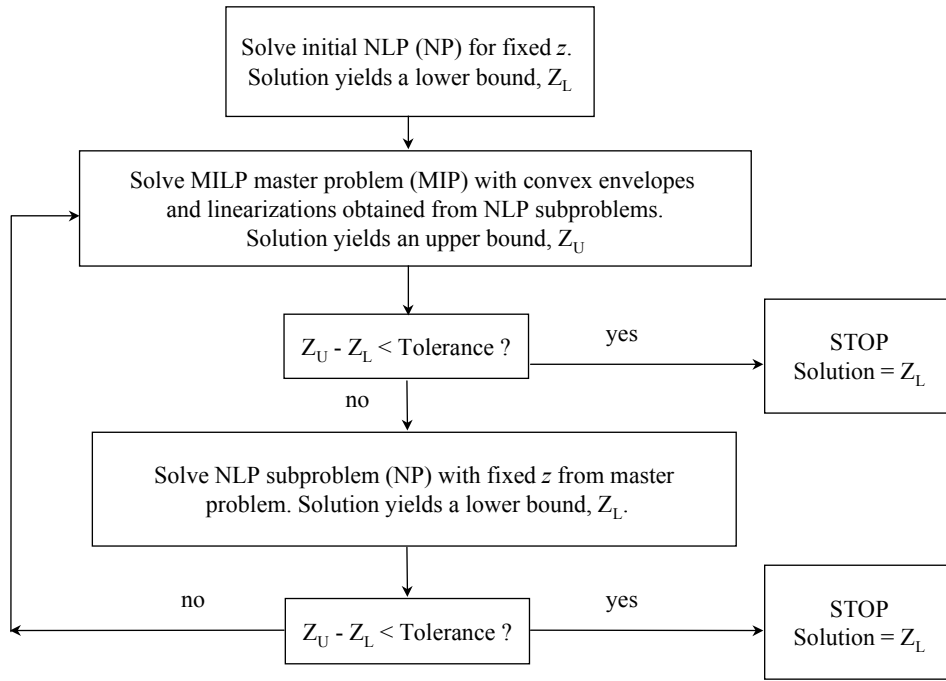 Solve initial NLP (NP) for fixed z.
Solution yields a lower bound, Z_L
Solve MILP master problem (MIP) with convex envelopes
and linearizations obtained from NLP subproblems.
Solution yields an upper bound, Z_U
Z_U - Z_L < Tolerance ?
yes
STOP
Solution = Z_L
no
Solve NLP subproblem (NP) with fixed z from master
problem. Solution yields a lower bound, Z_L.
no
Z_U - Z_L < Tolerance ?
yes
STOP
Solution = Z_L